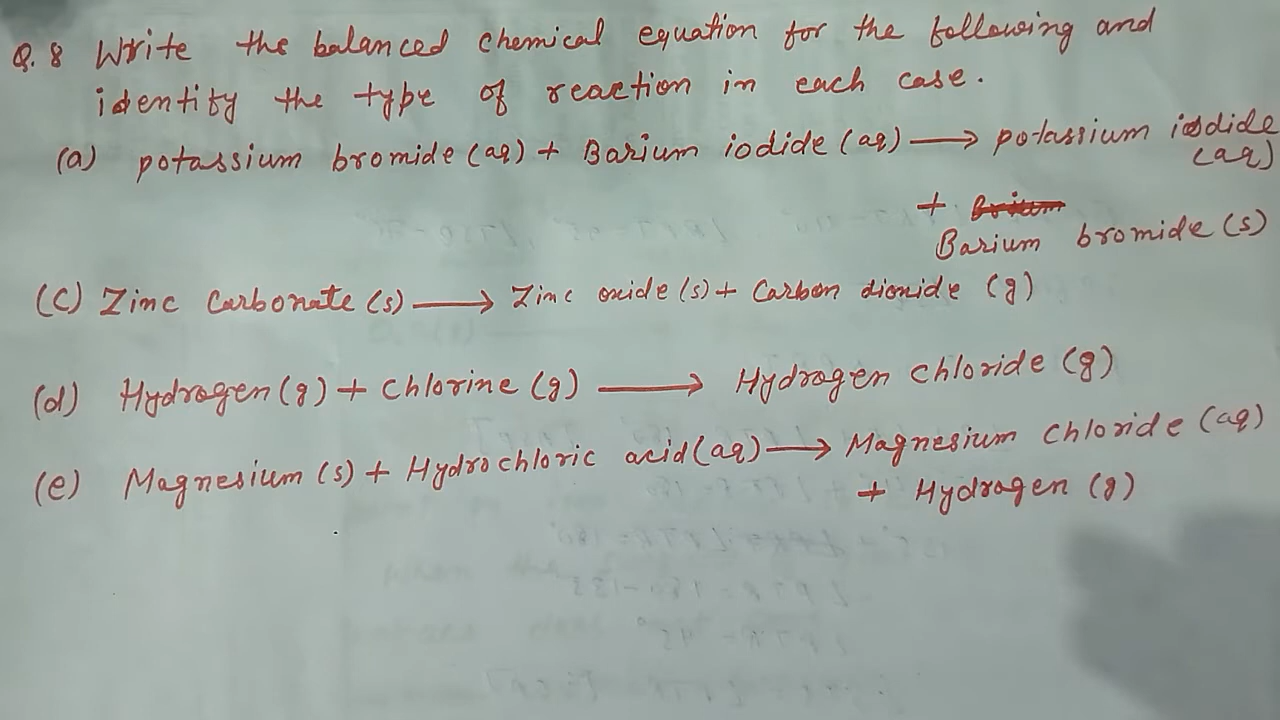 Q.8 Write the balanced chemical equation for the following and
identify the type of reaction in each case.
(a) potassium bromide (aq) + Barium iodide (aq) ⟶ potassium iodide
(aq)
+
Barium bromide (s)
(C) Zinc Carbonate (s) ⟶ Zinc oxide (s) + Carbon dioxide (g)
(d) Hydrogen (g) + Chlorine (g) ⟶ Hydrogen chloride (g)
(e) Magnesium (s) + Hydrochloric acid (aq) ⟶ Magnesium Chloride (aq)
+ Hydrogen (g)